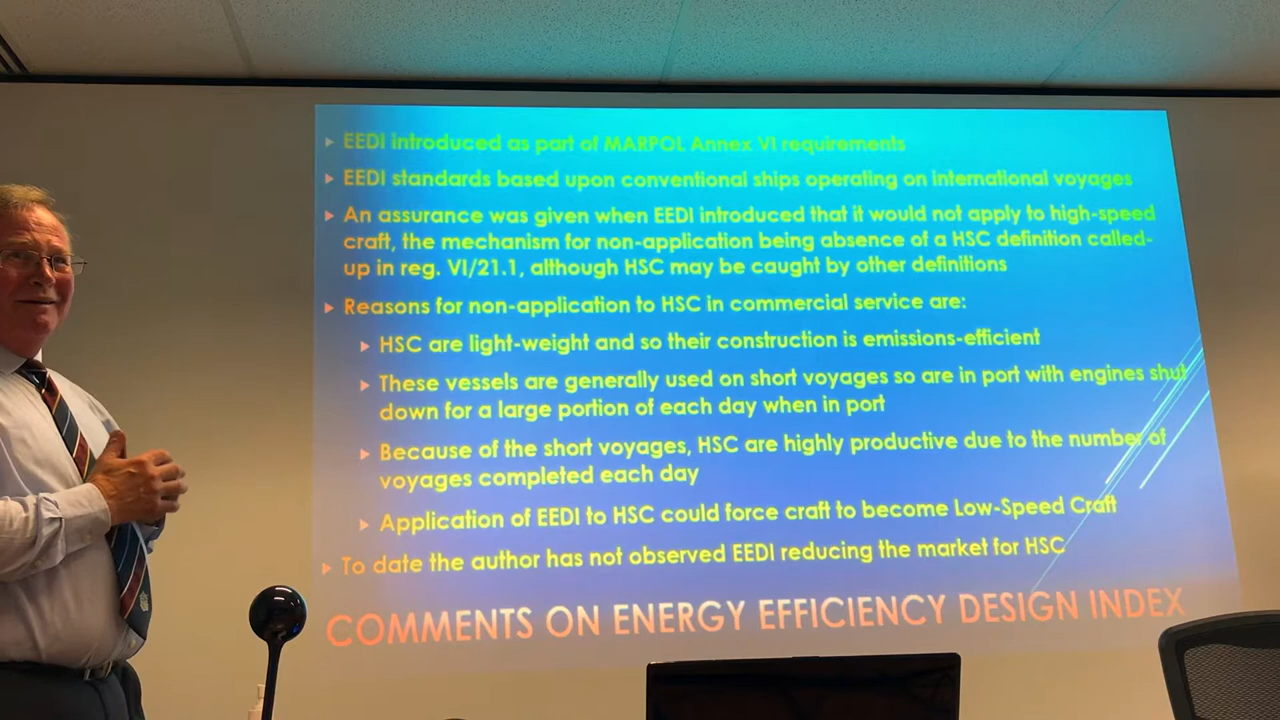 EEDI introduced as part of MARPOL Annex VI requirements
EEDI standards based upon conventional ships operating on international voyages
An assurance was given when EEDI introduced that it would not apply to high-speed
craft, the mechanism for non-application being absence of a HSC definition called-
up in reg. VI/21.1, although HSC may be caught by other definitions
Reasons for non-application to HSC in commercial service are:
HSC are light-weight and so their construction is emissions-efficient
These vessels are generally used on short voyages so are in port with engines shut
down for a large portion of each day when in port
Because of the short voyages, HSC are highly productive due to the number of
voyages completed each day
Application of EEDI to HSC could force craft to become Low-Speed Craft
To date the author has not observed EEDI reducing the market for HSC
COMMENTS ON ENERGY EFFICIENCY DESIGN INDEX